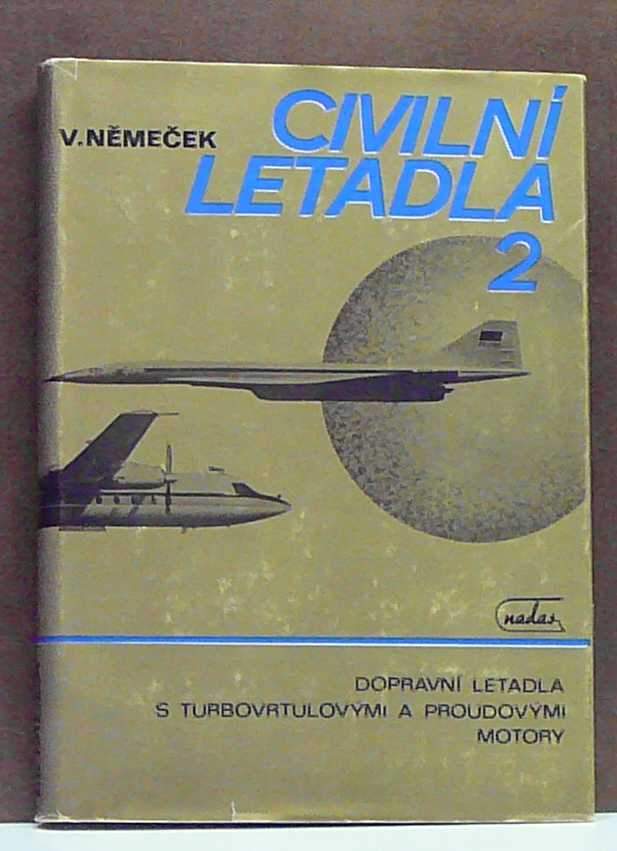 V.NĚMEČEK
CIVILNÍ
LETADLA
2
nadas
DOPRAVNÍ LETADLA
S TURBOVRTULOVÝMI A PROUDOVÝMI
MOTORY